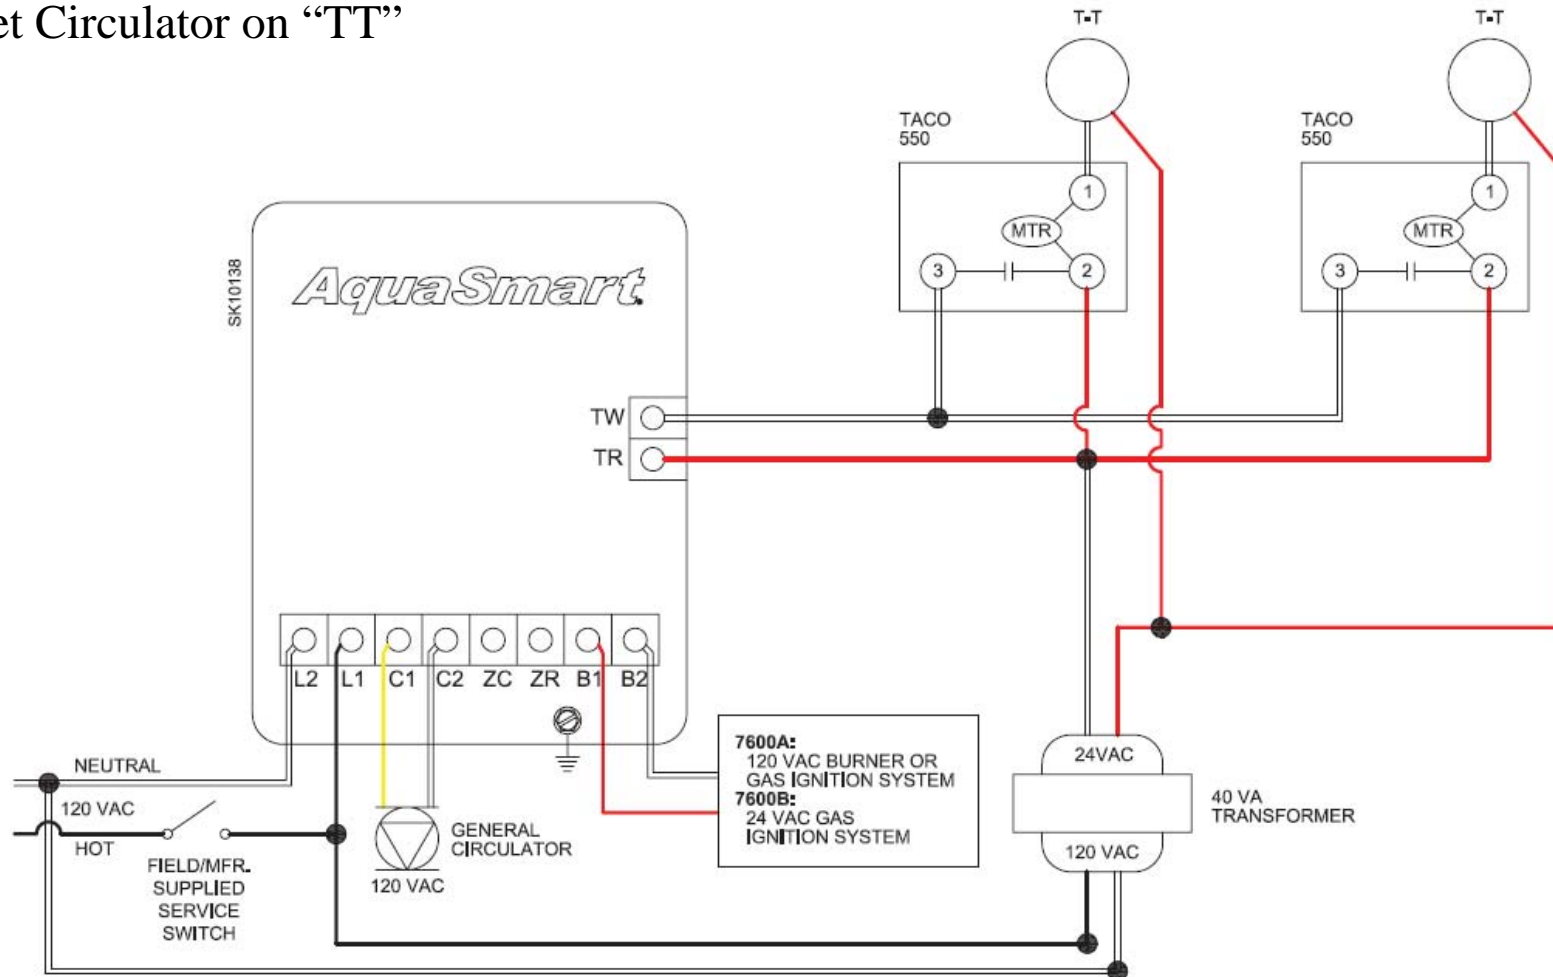 et Circulator on “TT”
T-T
T-T
TACO
550
TACO
550
1
1
MTR
MTR
3
2
3
2
SK10138
AquaSmart
TW
TR
L2 L1 C1 C2 ZC ZR B1 B2
NEUTRAL
120 VAC
HOT
FIELD/MFR.
SUPPLIED
SERVICE
SWITCH
GENERAL
CIRCULATOR
120 VAC
7600A:
120 VAC BURNER OR
GAS IGNITION SYSTEM
7600B:
24 VAC GAS
IGNITION SYSTEM
24VAC
120 VAC
40 VA
TRANSFORMER